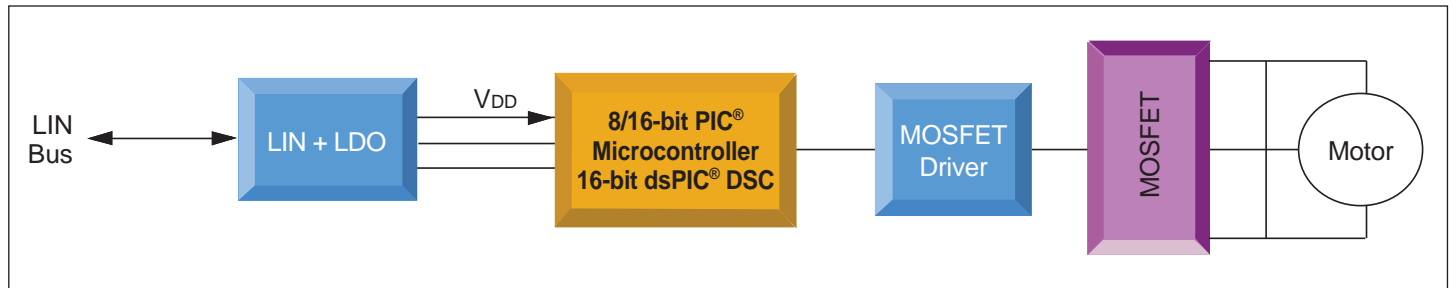 LIN
Bus
LIN + LDO
VDD
8/16-bit PIC®
Microcontroller
16-bit dsPIC® DSC
MOSFET
Driver
MOSFET
Motor